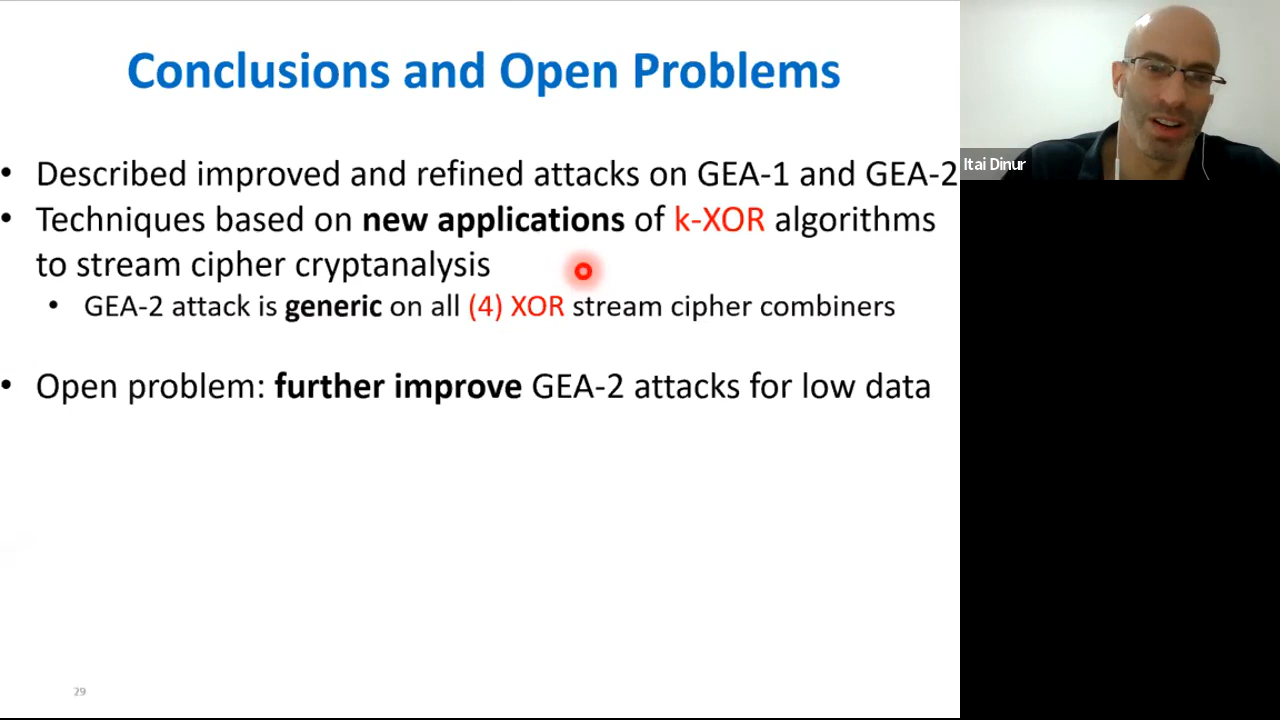 Conclusions and Open Problems
Itai Dinur
• Described improved and refined attacks on GEA-1 and GEA-2
• Techniques based on new applications of k-XOR algorithms
to stream cipher cryptanalysis
• GEA-2 attack is generic on all (4) XOR stream cipher combiners
• Open problem: further improve GEA-2 attacks for low data
29